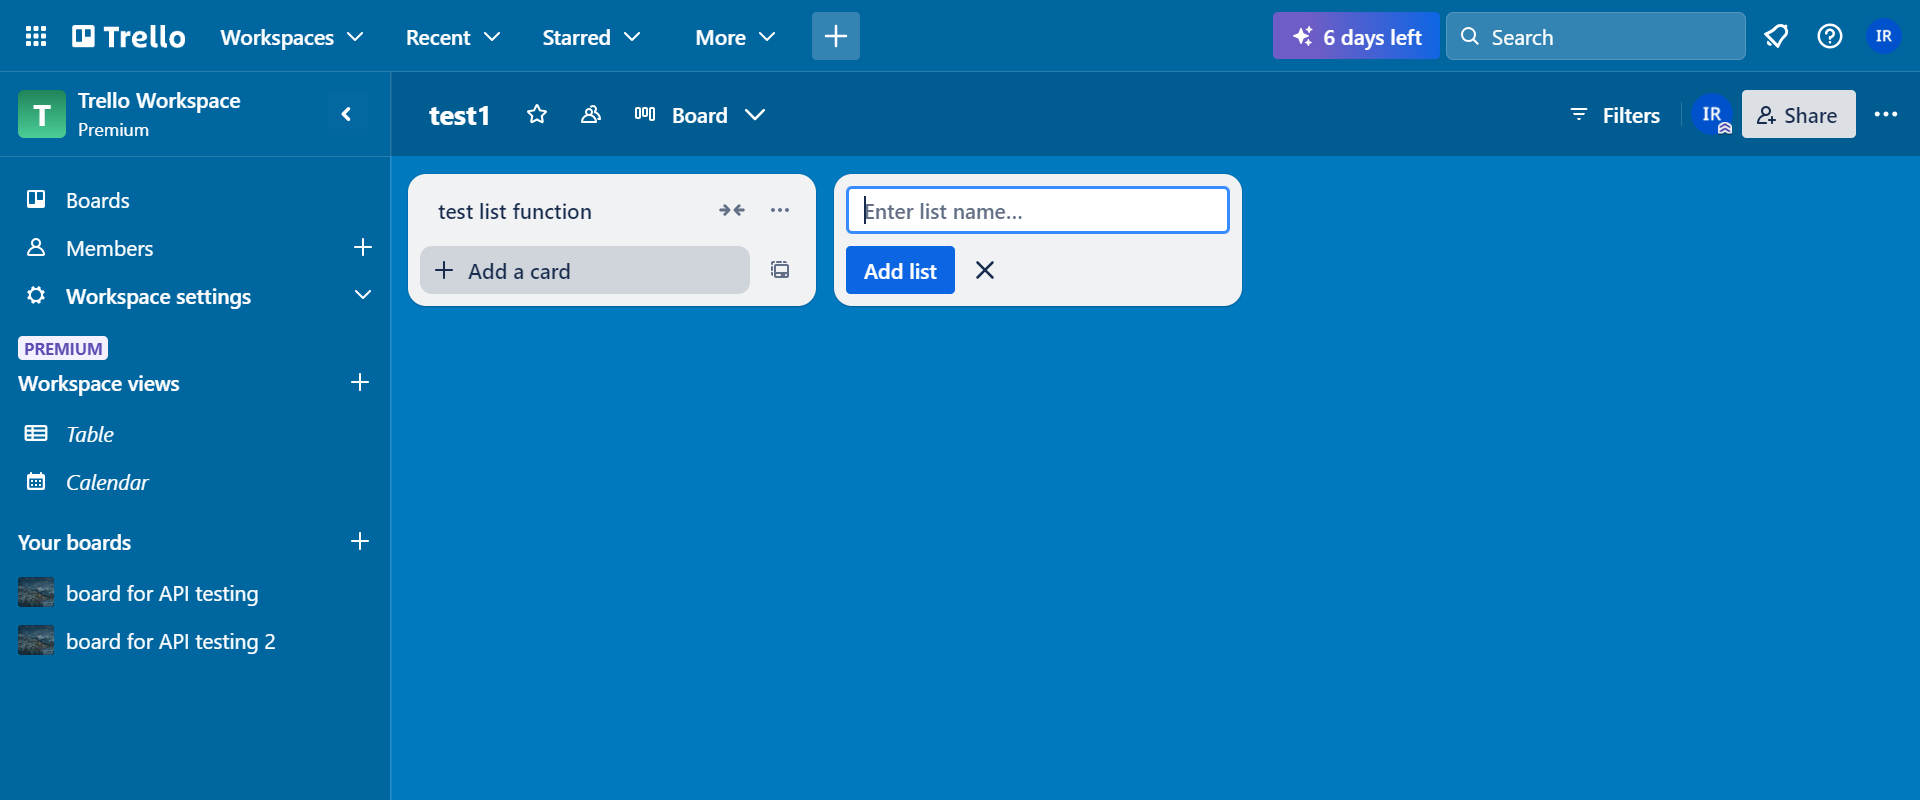 Trello Workspaces Recent Starred More 6 days left Search IR
T Trello Workspace
Premium
test1 Board Filters IR Share
Boards
Members
Workspace settings
PREMIUM
Workspace views
Table
Calendar
Your boards
board for API testing
board for API testing 2
test list function
Add a card
Enter list name...
Add list